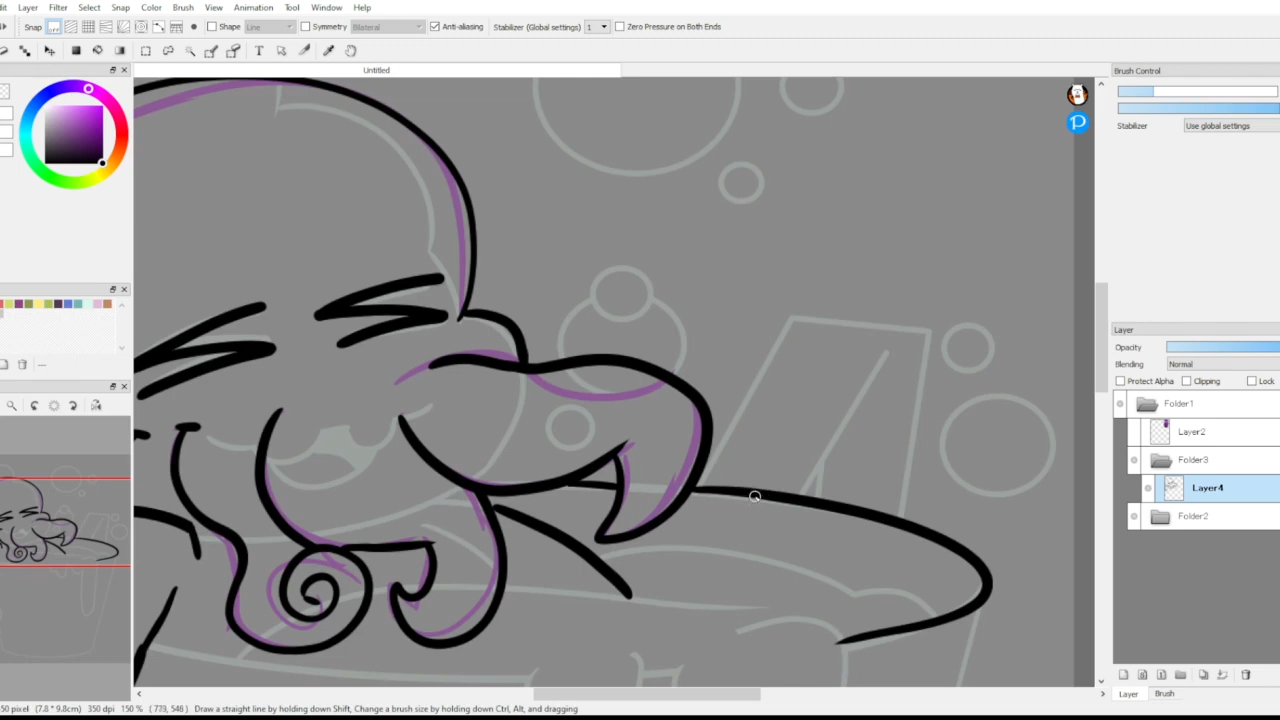 dit Layer Filter Select Snap Color Brush View Animation Tool Window Help
Snap off Shape Line Symmetry Bilateral Anti-aliasing Stabilizer (Global settings) 1 Zero Pressure on Both Ends
T
Untitled
Brush Control
Stabilizer Use global settings
P
Layer
Opacity
Blending Normal
Protect Alpha Clipping Lock
Folder1
Layer2
Folder3
Layer4
Folder2
Layer Brush
50 pixel (7.8 * 9.8cm) 350 dpi 150 % ( 773, 548 ) Draw a straight line by holding down Shift, Change a brush size by holding down Ctrl, Alt, and dragging